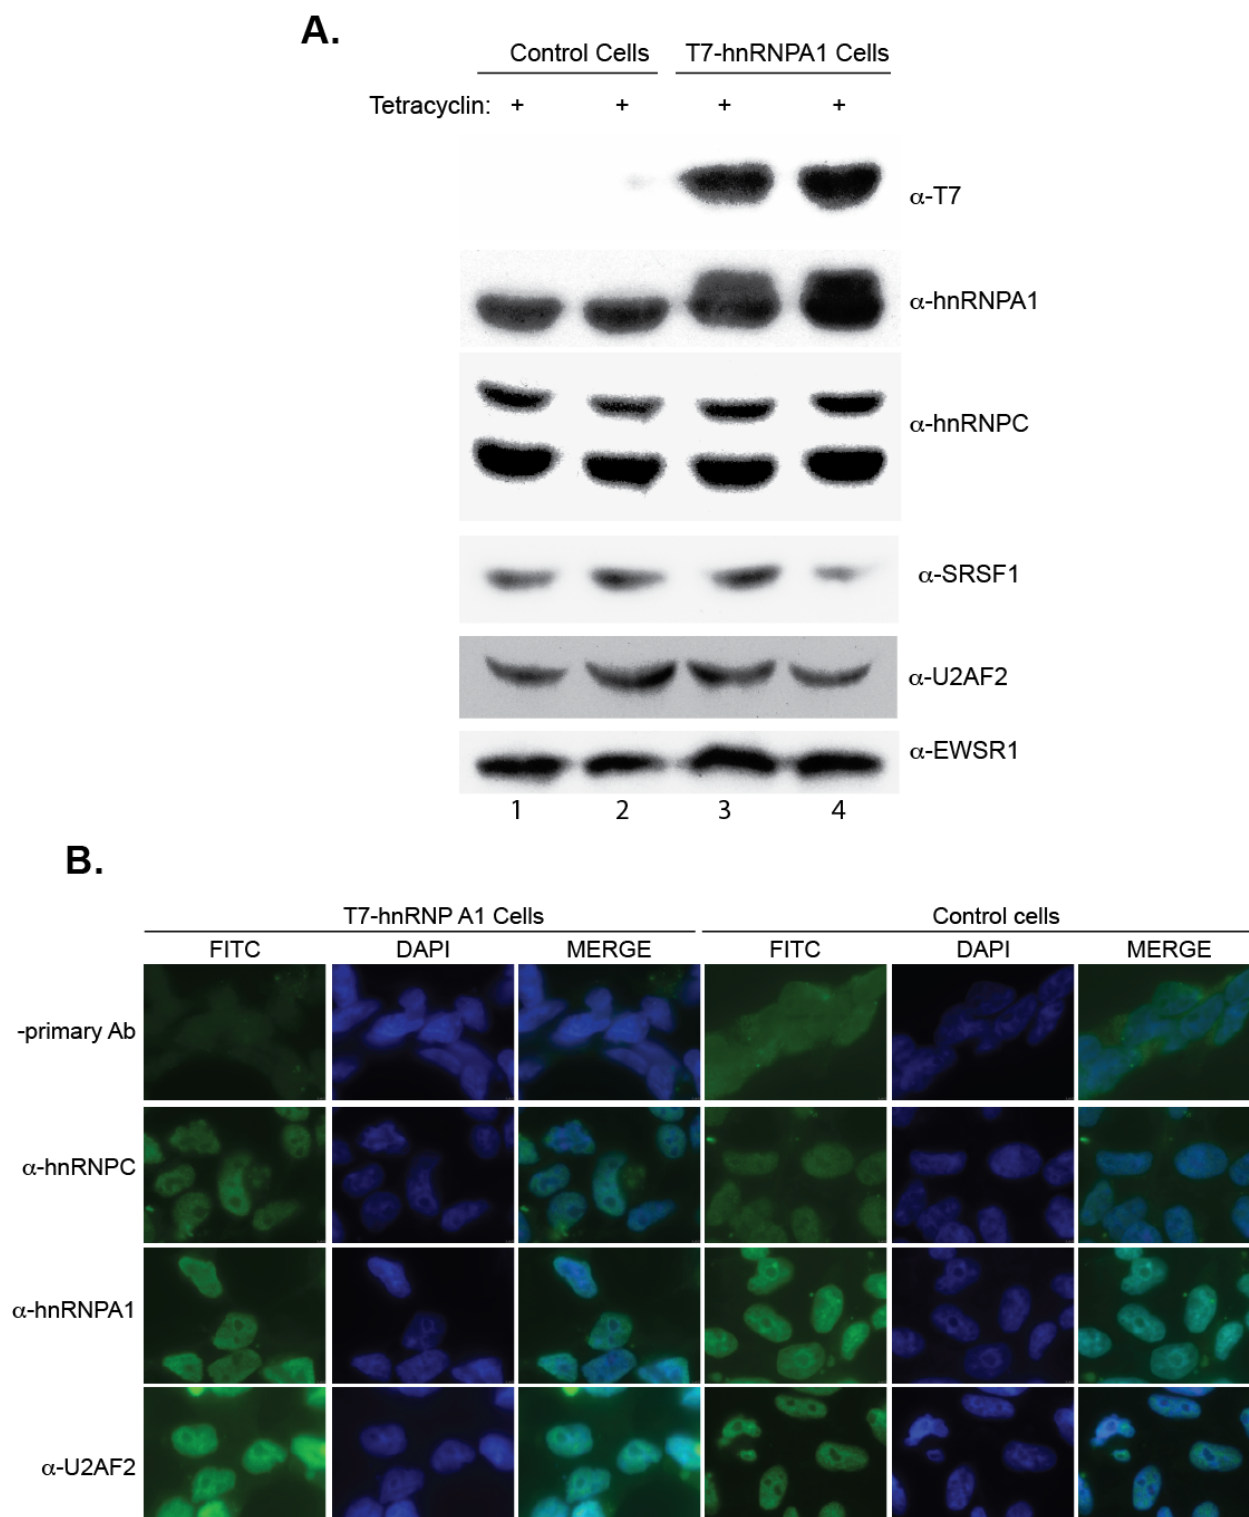 A.
Control Cells T7-hnRNPA1 Cells
Tetracyclin: + + + +
α-T7
α-hnRNPA1
α-hnRNPC
α-SRSF1
α-U2AF2
α-EWSR1
1 2 3 4
B.
T7-hnRNP A1 Cells Control cells
FITC DAPI MERGE FITC DAPI MERGE
-primary Ab
α-hnRNPC
α-hnRNPA1
α-U2AF2